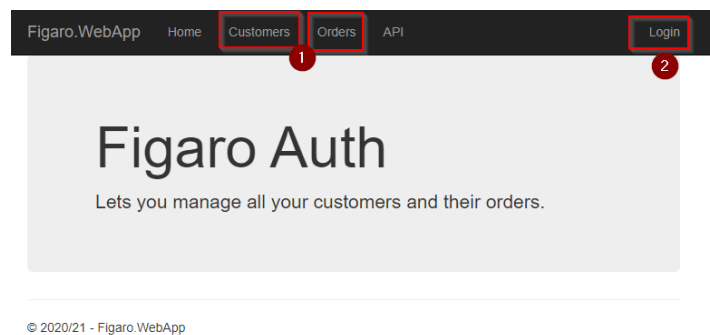 Figaro.WebApp Home Customers Orders API Login
1
2
Figaro Auth
Lets you manage all your customers and their orders.
© 2020/21 - Figaro.WebApp